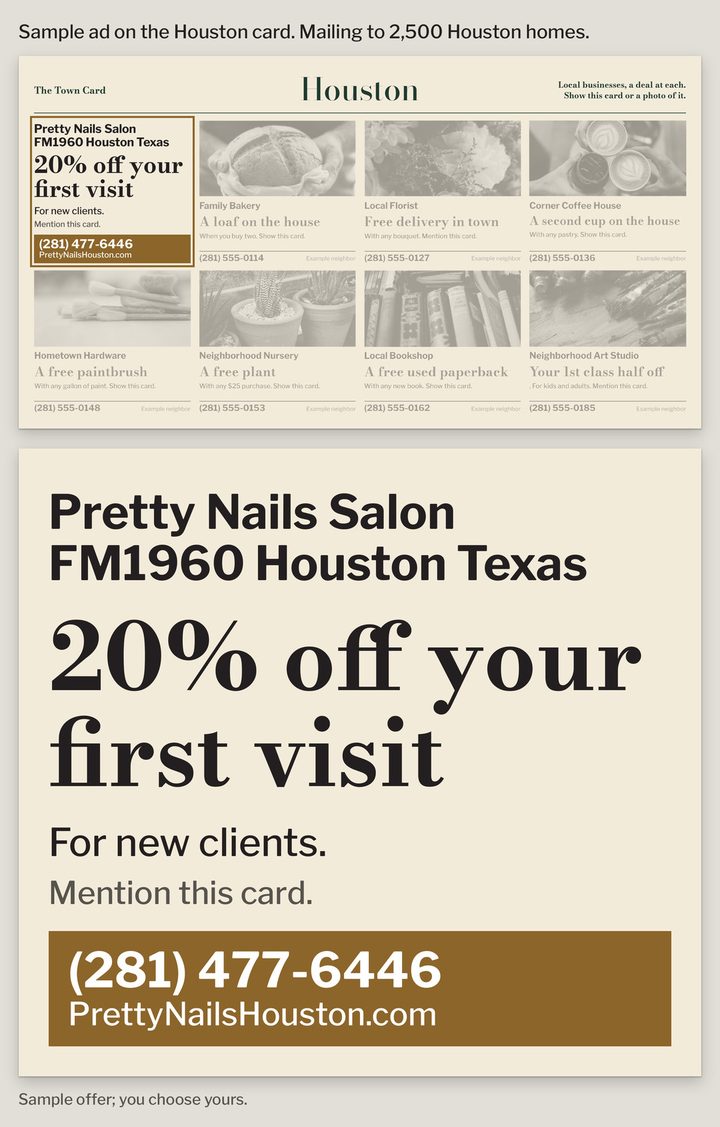 Sample ad on the Houston card. Mailing to 2,500 Houston homes.
The Town Card
Houston
Local businesses, a deal at each.
Show this card or a photo of it.
Pretty Nails Salon
FM1960 Houston Texas
20% off your
first visit
For new clients.
Mention this card.
(281) 477-6446
PrettyNailsHouston.com
Family Bakery
A loaf on the house
When you buy two. Show this card.
(281) 555-0114
Example neighbor
Local Florist
Free delivery in town
With any bouquet. Mention this card.
(281) 555-0127
Example neighbor
Corner Coffee House
A second cup on the house
With any pastry. Show this card.
(281) 555-0136
Example neighbor
Hometown Hardware
A free paintbrush
With any gallon of paint. Show this card.
(281) 555-0148
Example neighbor
Neighborhood Nursery
A free plant
With any $25 purchase. Show this card.
(281) 555-0153
Example neighbor
Local Bookshop
A free used paperback
With any new book. Show this card.
(281) 555-0162
Example neighbor
Neighborhood Art Studio
Your 1st class half off
For kids and adults. Mention this card.
(281) 555-0185
Example neighbor
Pretty Nails Salon
FM1960 Houston Texas
20% off your
first visit
For new clients.
Mention this card.
(281) 477-6446
PrettyNailsHouston.com
Sample offer; you choose yours.